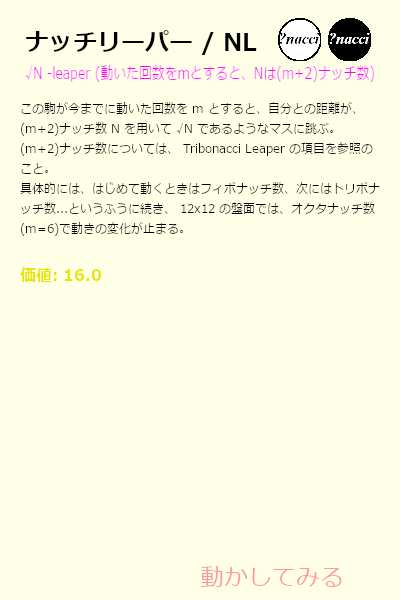 ナッチリーパー / NL
?nacci ?nacci
√N -leaper (動いた回数をmとすると、Nは(m+2)ナッチ数)
この駒が今までに動いた回数を m とすると、自分との距離が、
(m+2)ナッチ数 N を用いて √N であるようなマスに跳ぶ。
(m+2)ナッチ数については、 Tribonacci Leaper の項目を参照の
こと。
具体的には、はじめて動くときはフィボナッチ数、次にはトリボナ
ッチ数...というふうに続き、 12x12 の盤面では、オクタナッチ数
(m=6)で動きの変化が止まる。
価値: 16.0
動かしてみる